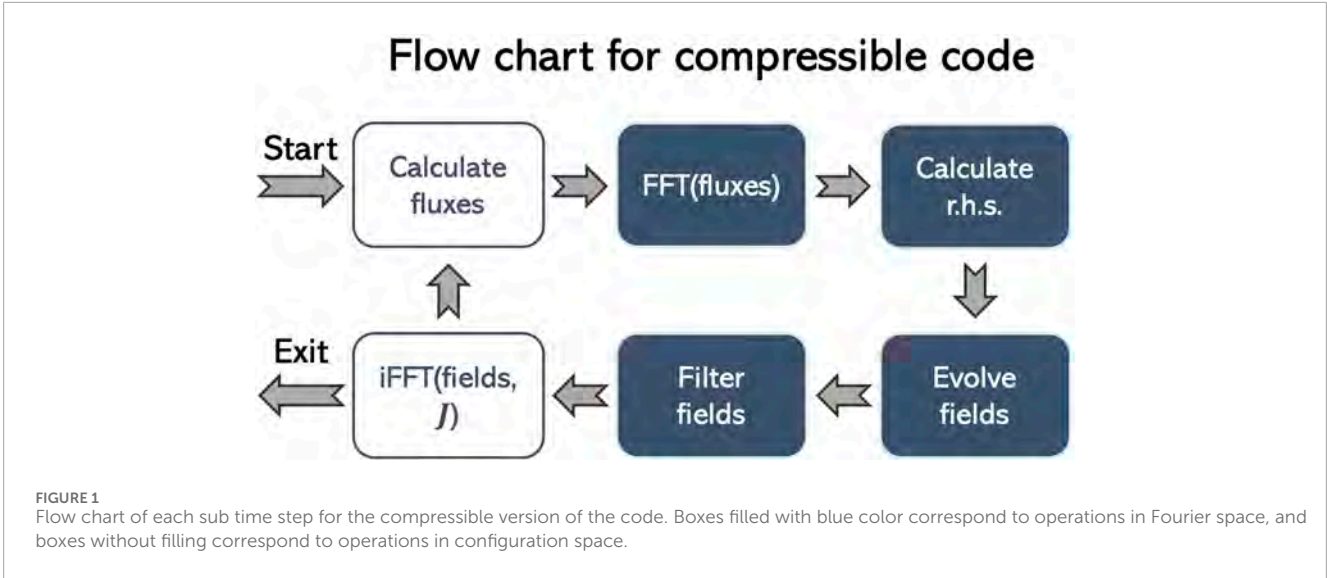 Flow chart for compressible code
Start
Calculate
fluxes
FFT(fluxes)
Calculate
r.h.s.
Exit
iFFT(fields,
J)
Filter
fields
Evolve
fields
FIGURE 1
Flow chart of each sub time step for the compressible version of the code. Boxes filled with blue color correspond to operations in Fourier space, and
boxes without filling correspond to operations in configuration space.